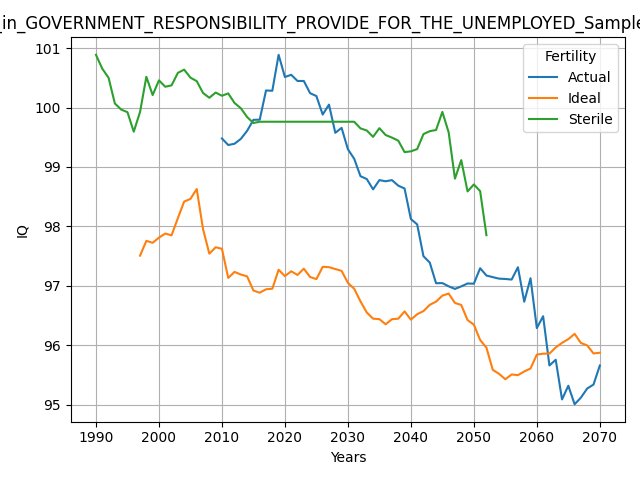 _in_GOVERNMENT_RESPONSIBILITY_PROVIDE_FOR_THE_UNEMPLOYED_Sample
101
100
99
98
97
96
95
IQ
1990 2000 2010 2020 2030 2040 2050 2060 2070
Years
Fertility
Actual
Ideal
Sterile